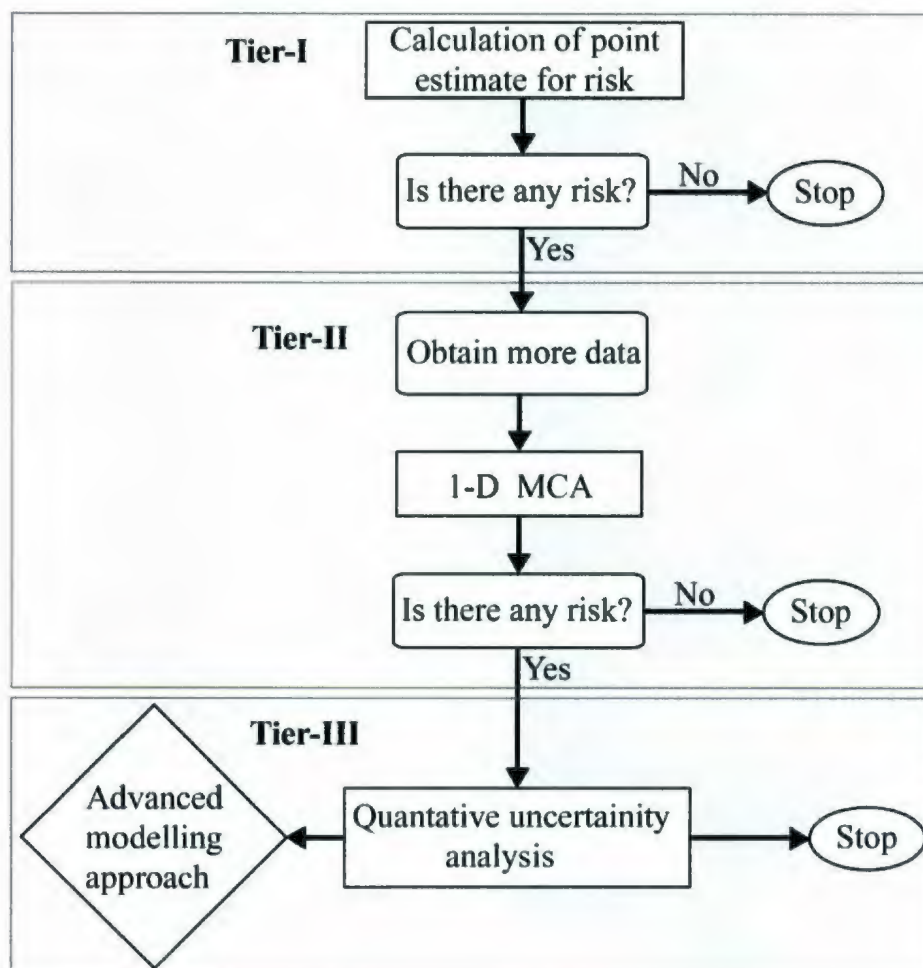 Tier-I
Calculation of point
estimate for risk
Is there any risk?
No
Stop
Yes
Tier-II
Obtain more data
1-D MCA
Is there any risk?
No
Stop
Yes
Tier-III
Advanced
modelling
approach
Quantative uncertainity
analysis
Stop